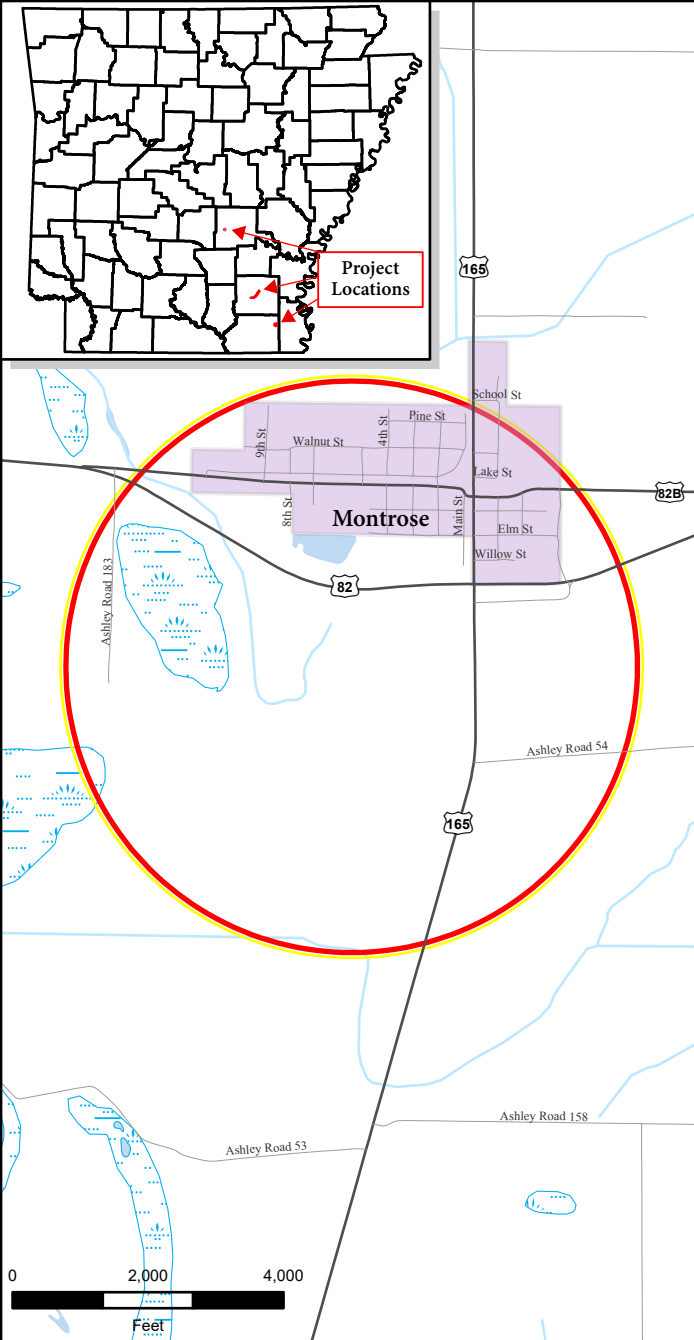 Project
Locations
165
School St
Pine St
4th St
9th St
Walnut St
Lake St
82B
8th St
Main St
Montrose
Elm St
Willow St
82
Ashley Road 183
Ashley Road 54
165
Ashley Road 158
Ashley Road 53
0 2,000 4,000
Feet